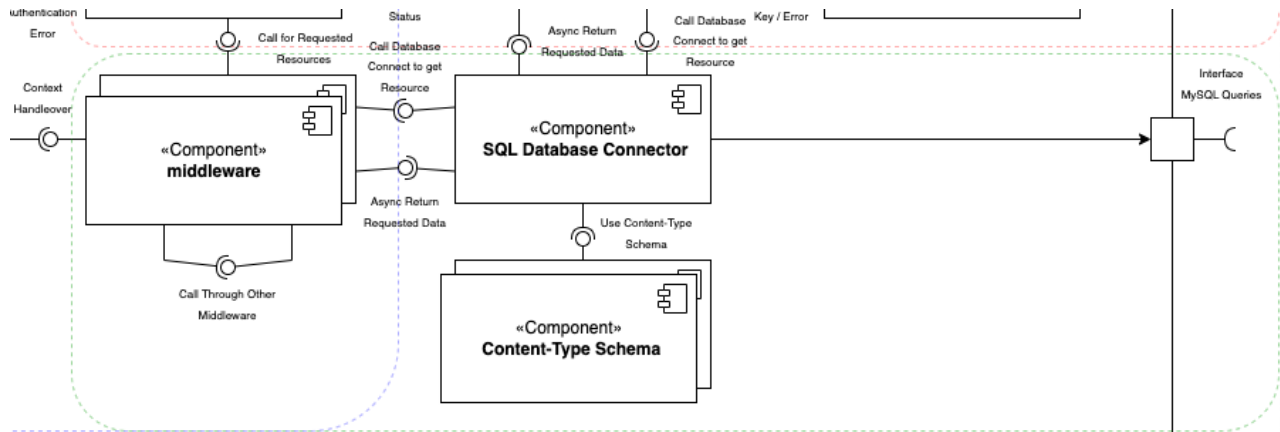 Authentication
Error
Status
Call for Requested
Resources
Call Database
Connect to get
Resource
Async Return
Requested Data
Call Database
Connect to get
Resource
Key / Error
Interface
MySQL Queries
Context
Handleover
«Component»
middleware
«Component»
SQL Database Connector
Async Return
Requested Data
Use Content-Type
Schema
Call Through Other
Middleware
«Component»
Content-Type Schema